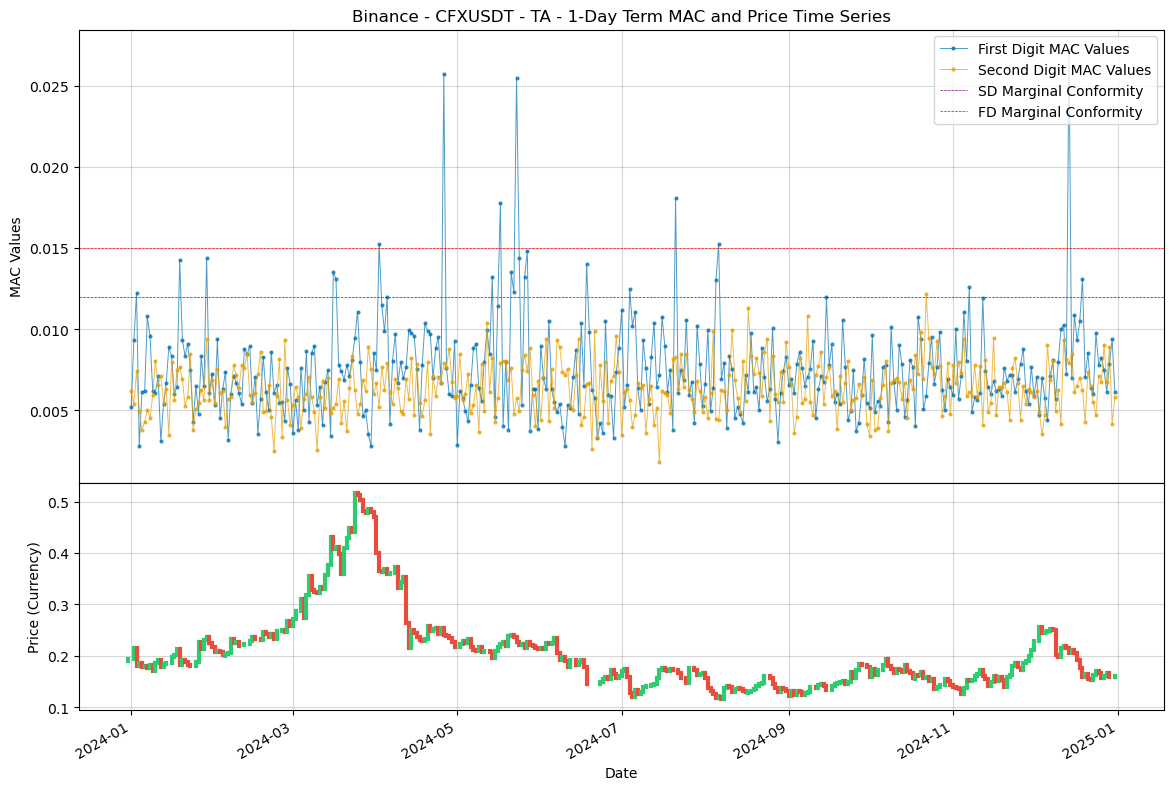 Binance - CFXUSDT - TA - 1-Day Term MAC and Price Time Series
First Digit MAC Values
Second Digit MAC Values
SD Marginal Conformity
FD Marginal Conformity
MAC Values
0.025
0.020
0.015
0.010
0.005
Price (Currency)
0.5
0.4
0.3
0.2
0.1
2024-01
2024-03
2024-05
2024-07
2024-09
2024-11
2025-01
Date